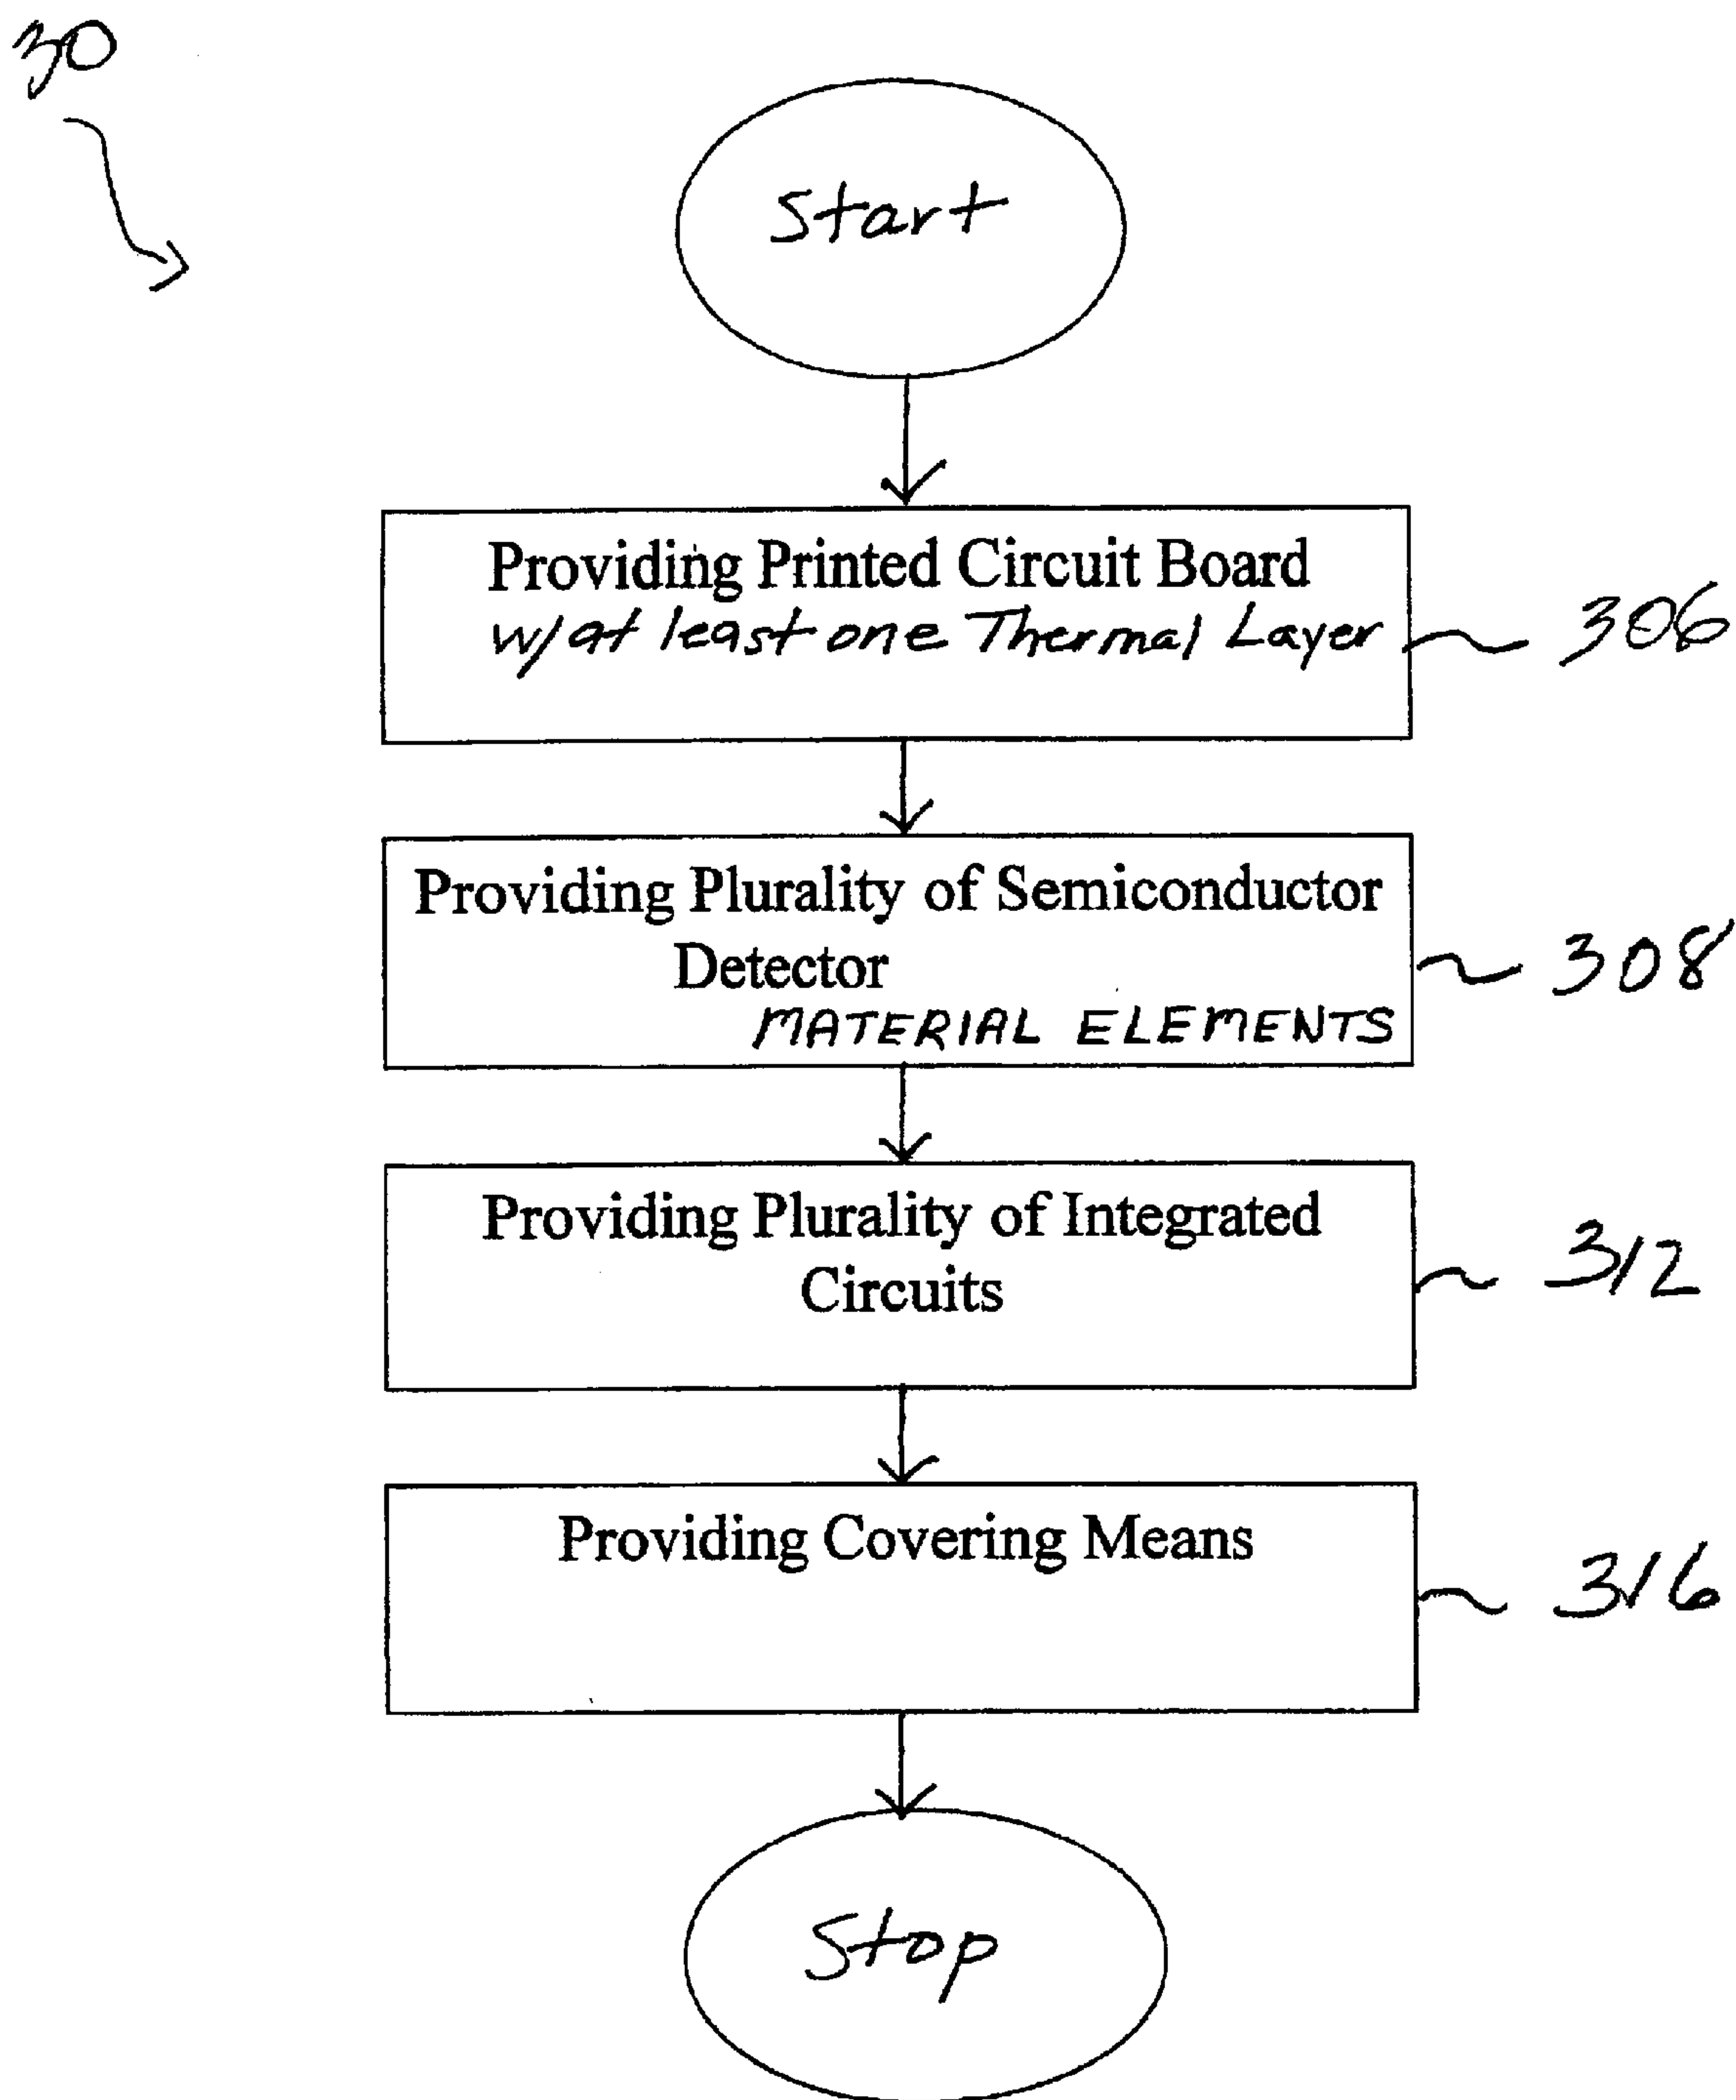 30
Start
Providing Printed Circuit Board
w/at least one Thermal Layer
306
Providing Plurality of Semiconductor
Detector
308
MATERIAL ELEMENTS
Providing Plurality of Integrated
312
Circuits
Providing Covering Means
316
Stop